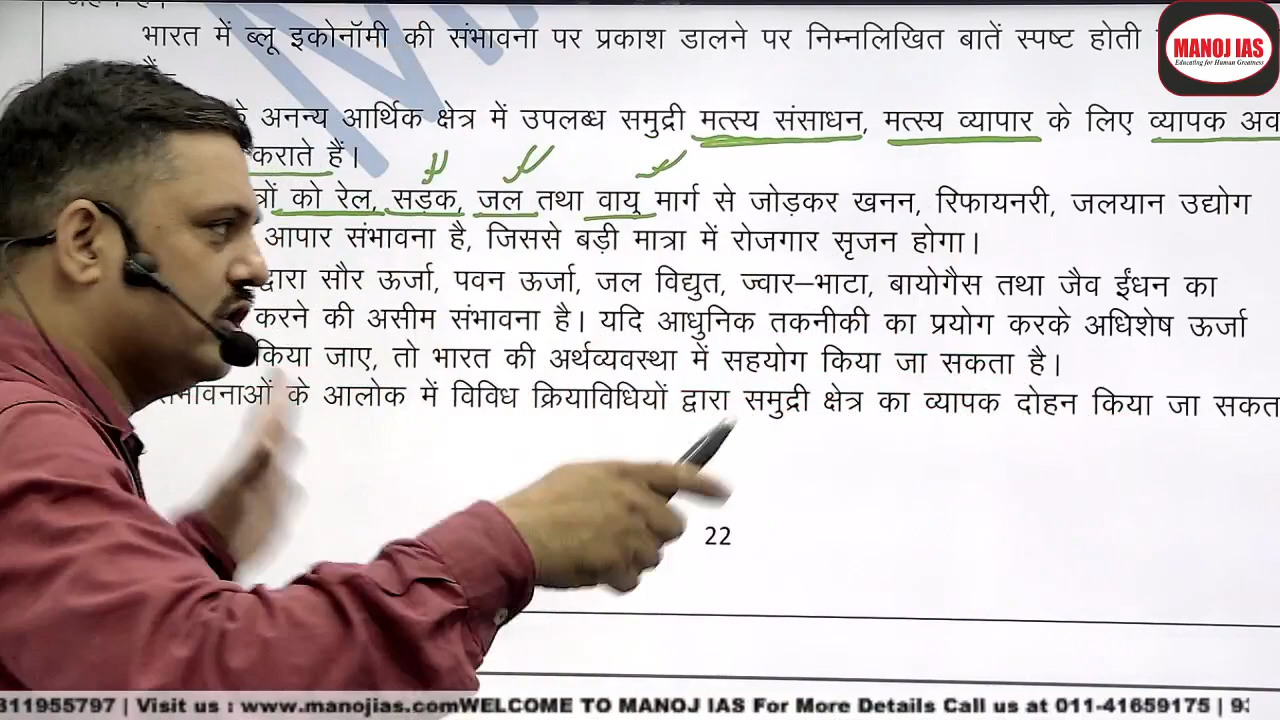 भारत में ब्लू इकोनॉमी की संभावना पर प्रकाश डालने पर निम्नलिखित बातें स्पष्ट होती
हैं–
के अनन्य आर्थिक क्षेत्र में उपलब्ध समुद्री मत्स्य संसाधन, मत्स्य व्यापार के लिए व्यापक
कराते हैं।
को रेल, सड़क, जल तथा वायु मार्ग से जोड़कर खनन, रिफायनरी, जलयान उद्योग
आपार संभावना है, जिससे बड़ी मात्रा में रोजगार सृजन होगा।
द्वारा सौर ऊर्जा, पवन ऊर्जा, जल विद्युत, ज्वार–भाटा, बायोगैस तथा जैव ईंधन का
करने की असीम संभावना है। यदि आधुनिक तकनीकी का प्रयोग करके अधिशेष ऊर्जा
किया जाए, तो भारत की अर्थव्यवस्था में सहयोग किया जा सकता है।
के आलोक में विविध क्रियाविधियों द्वारा समुद्री क्षेत्र का व्यापक दोहन किया जा
22
MANOJ IAS
Educating for Human Greatness
311955797 | Visit us : www.manojias.comWELCOME TO MANOJ IAS For More Details Call us at 011-41659175 |